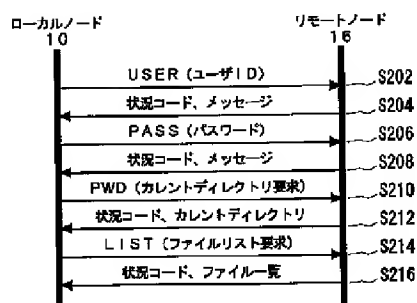 ローカルノード
10
リモートノード
16
USER（ユーザID） S202
状況コード、メッセージ S204
PASS（パスワード） S206
状況コード、メッセージ S208
PWD（カレントディレクトリ要求） S210
状況コード、カレントディレクトリ S212
LIST（ファイルリスト要求） S214
状況コード、ファイル一覧 S216